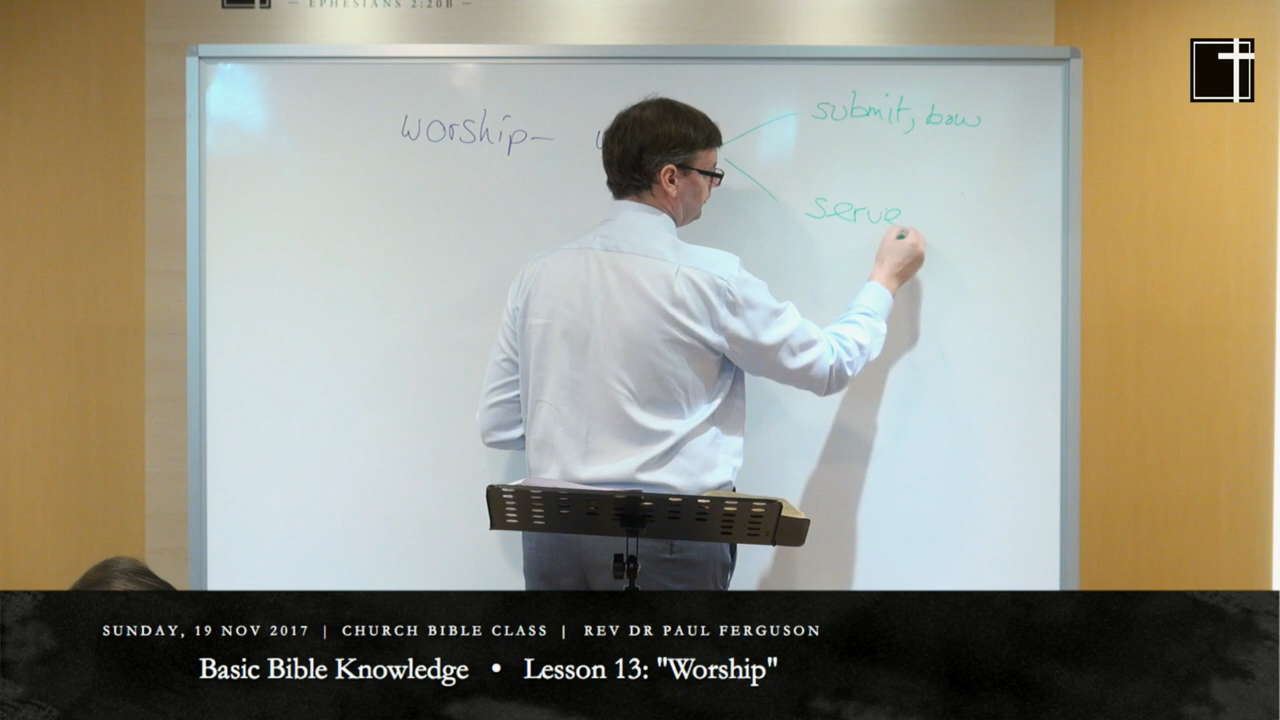 — EPHESIANS 2:20B —
worship–
submit, bow
serve
SUNDAY, 19 NOV 2017 | CHURCH BIBLE CLASS | REV DR PAUL FERGUSON
Basic Bible Knowledge • Lesson 13: "Worship"